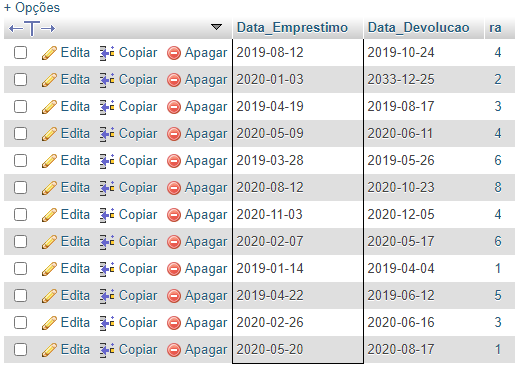 + Opções
Data_Emprestimo Data_Devolucao ra
Edita Copiar Apagar 2019-08-12 2019-10-24 4
Edita Copiar Apagar 2020-01-03 2033-12-25 2
Edita Copiar Apagar 2019-04-19 2019-08-17 3
Edita Copiar Apagar 2020-05-09 2020-06-11 4
Edita Copiar Apagar 2019-03-28 2019-05-26 6
Edita Copiar Apagar 2020-08-12 2020-10-23 8
Edita Copiar Apagar 2020-11-03 2020-12-05 4
Edita Copiar Apagar 2020-02-07 2020-05-17 6
Edita Copiar Apagar 2019-01-14 2019-04-04 1
Edita Copiar Apagar 2019-04-22 2019-06-12 5
Edita Copiar Apagar 2020-02-26 2020-06-16 3
Edita Copiar Apagar 2020-05-20 2020-08-17 1